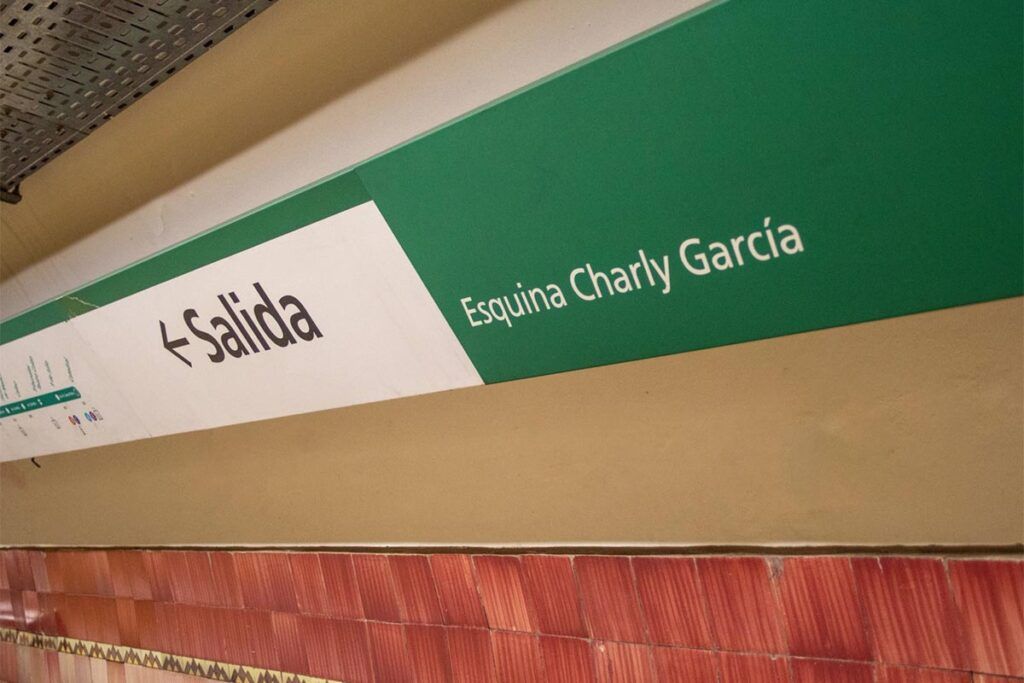 ← Salida
Esquina Charly García